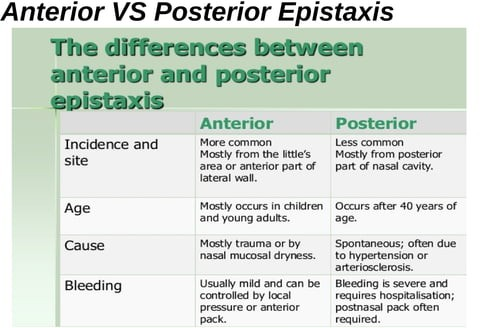 Anterior VS Posterior Epistaxis
The differences between
anterior and posterior
epistaxis
Anterior Posterior
Incidence and
site
More common
Mostly from the little's
area or anterior part of
lateral wall.
Less common
Mostly from posterior
part of nasal cavity.
Age
Mostly occurs in children
and young adults.
Occurs after 40 years of
age.
Cause
Mostly trauma or by
nasal mucosal dryness.
Spontaneous; often due
to hypertension or
arteriosclerosis.
Bleeding
Usually mild and can be
controlled by local
pressure or anterior
pack.
Bleeding is severe and
requires hospitalisation;
postnasal pack often
required.